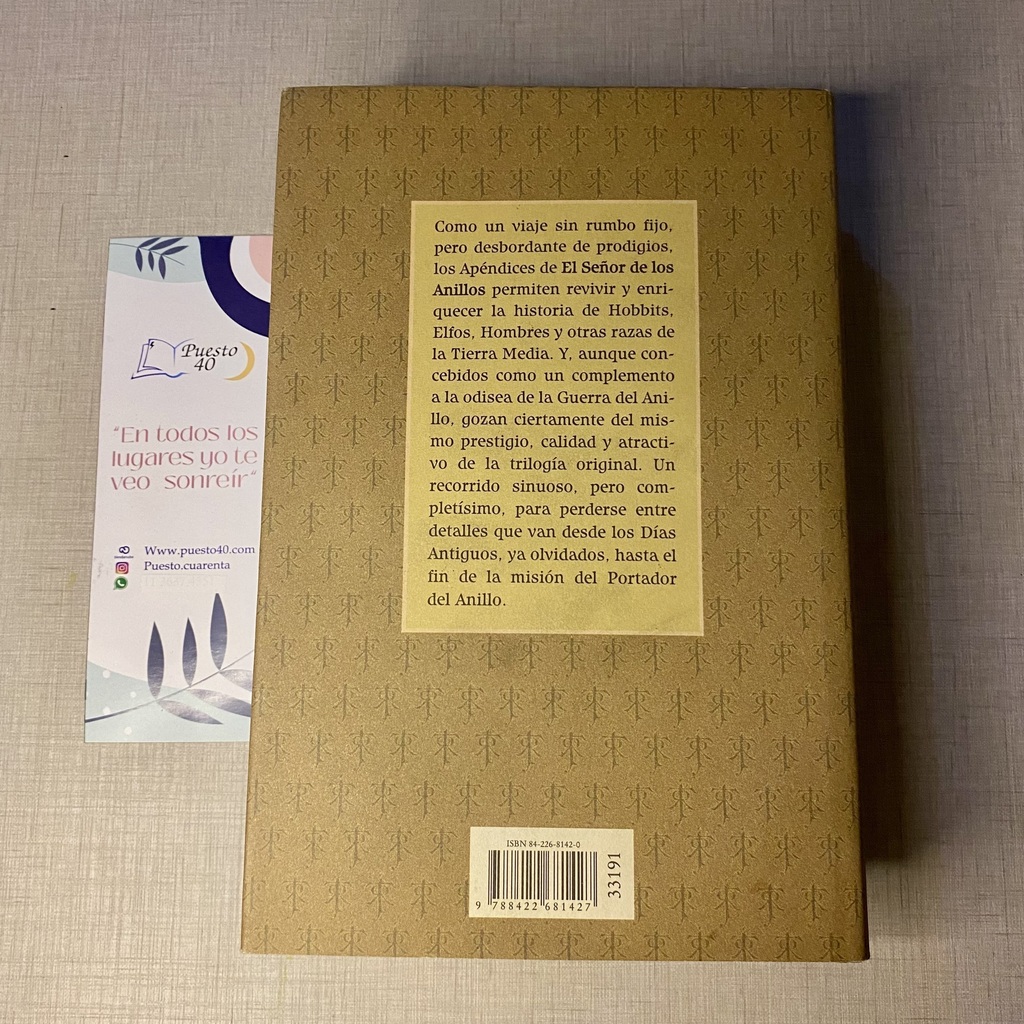 Como un viaje sin rumbo fijo,
pero desbordante de prodigios,
los Apéndices de El Señor de los
Anillos permiten revivir y enri-
quecer la historia de Hobbits,
Elfos, Hombres y otras razas de
la Tierra Media. Y, aunque con-
cebidos como un complemento
a la odisea de la Guerra del Ani-
llo, gozan ciertamente del mis-
mo prestigio, calidad y atracti-
vo de la trilogía original. Un
recorrido sinuoso, pero com-
pletísimo, para perderse entre
detalles que van desde los Días
Antiguos, ya olvidados, hasta el
fin de la misión del Portador
del Anillo.
ISBN 84-226-8142-0
9 788422 681427
33191
Puesto
40
"En todos los
lugares yo te
veo sonreír"
Www.puesto40.com
Puesto.cuarenta